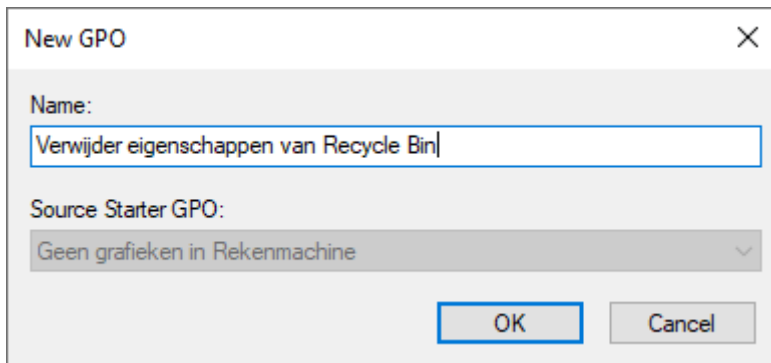 New GPO
Name:
Verwijder eigenschappen van Recycle Bin
Source Starter GPO:
Geen grafieken in Rekenmachine
OK
Cancel